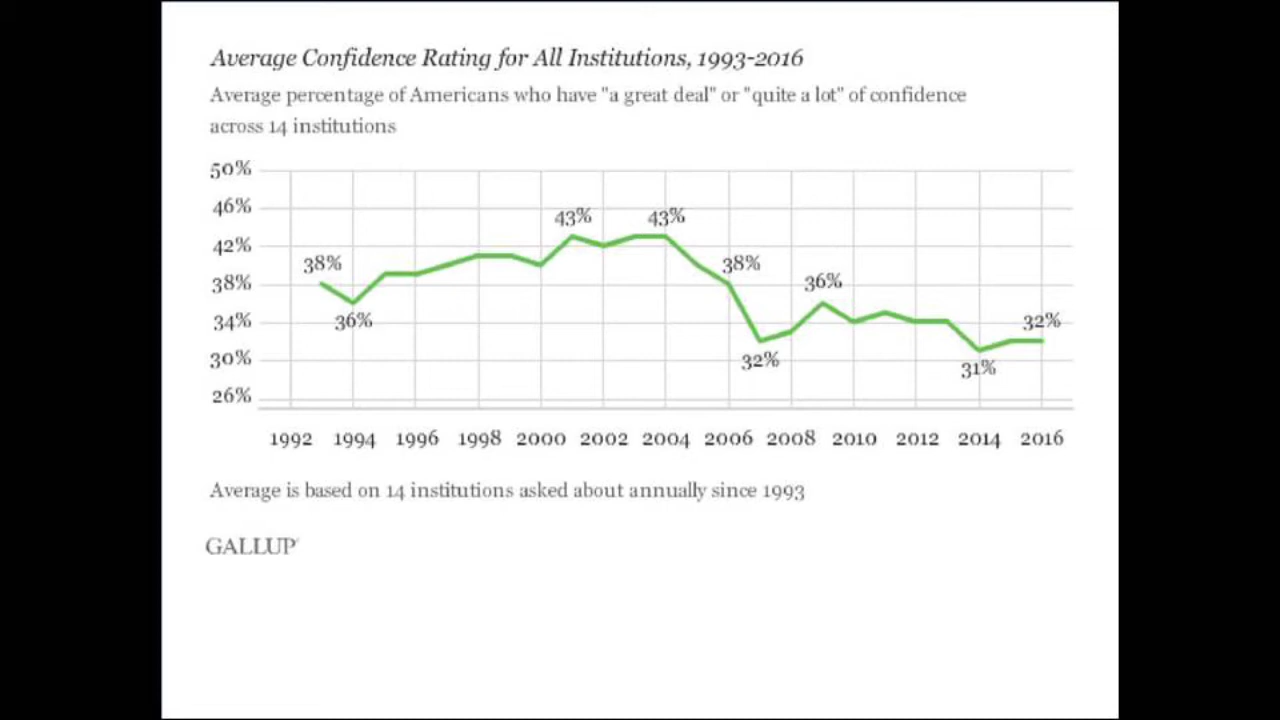 Average Confidence Rating for All Institutions, 1993-2016
Average percentage of Americans who have "a great deal" or "quite a lot" of confidence
across 14 institutions
50%
46%
43% 43%
42%
38% 38%
38% 36%
34% 36% 32%
30% 32% 31%
26%
1992 1994 1996 1998 2000 2002 2004 2006 2008 2010 2012 2014 2016
Average is based on 14 institutions asked about annually since 1993
GALLUP